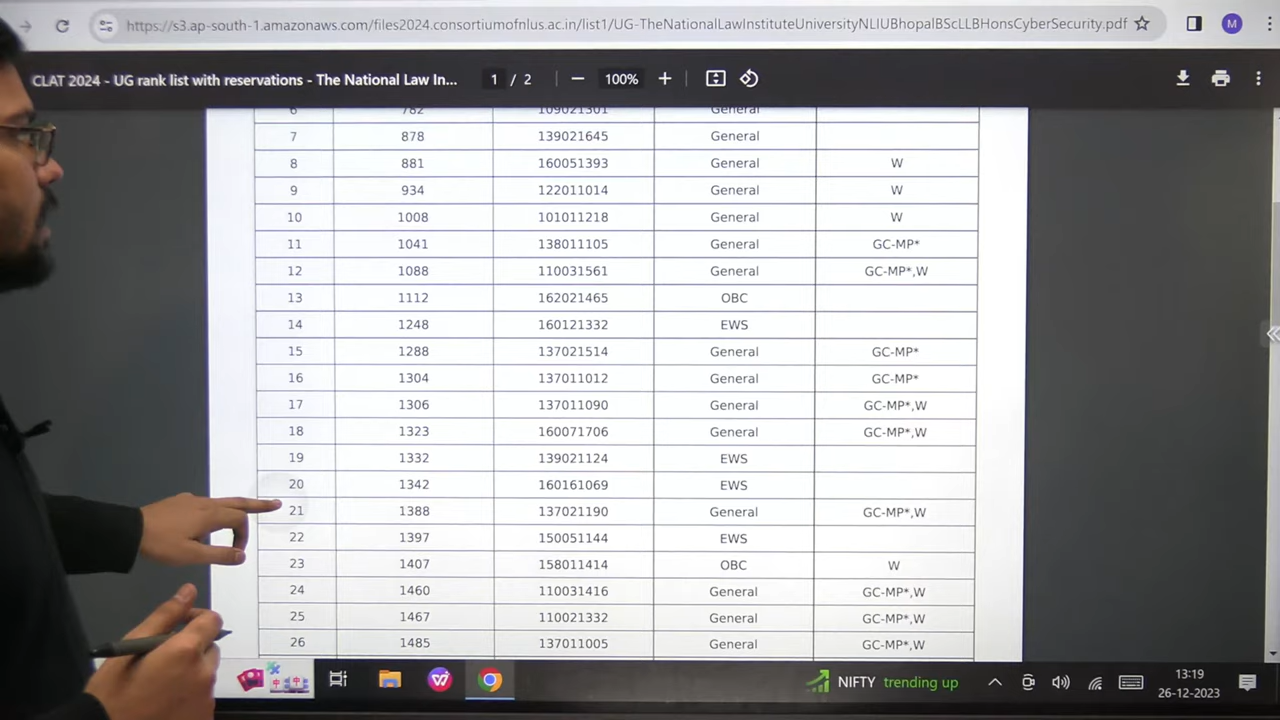 https://s3.ap-south-1.amazonaws.com/files2024.consortiumofnlus.ac.in/list1/UG-TheNationalLawInstituteUniversityNLIUBhopalBScLLBHonsCyberSecurity.pdf
M
CLAT 2024 - UG rank list with reservations - The National Law In... 1 / 2 100%
6 782 109021301 General
7 878 139021645 General
8 881 160051393 General W
9 934 122011014 General W
10 1008 101011218 General W
11 1041 138011105 General GC-MP*
12 1088 110031561 General GC-MP*,W
13 1112 162021465 OBC
14 1248 160121332 EWS
15 1288 137021514 General GC-MP*
16 1304 137011012 General GC-MP*
17 1306 137011090 General GC-MP*,W
18 1323 160071706 General GC-MP*,W
19 1332 139021124 EWS
20 1342 160161069 EWS
21 1388 137021190 General GC-MP*,W
22 1397 150051144 EWS
23 1407 158011414 OBC W
24 1460 110031416 General GC-MP*,W
25 1467 110021332 General GC-MP*,W
26 1485 137011005 General GC-MP*,W
NIFTY trending up
13:19
26-12-2023